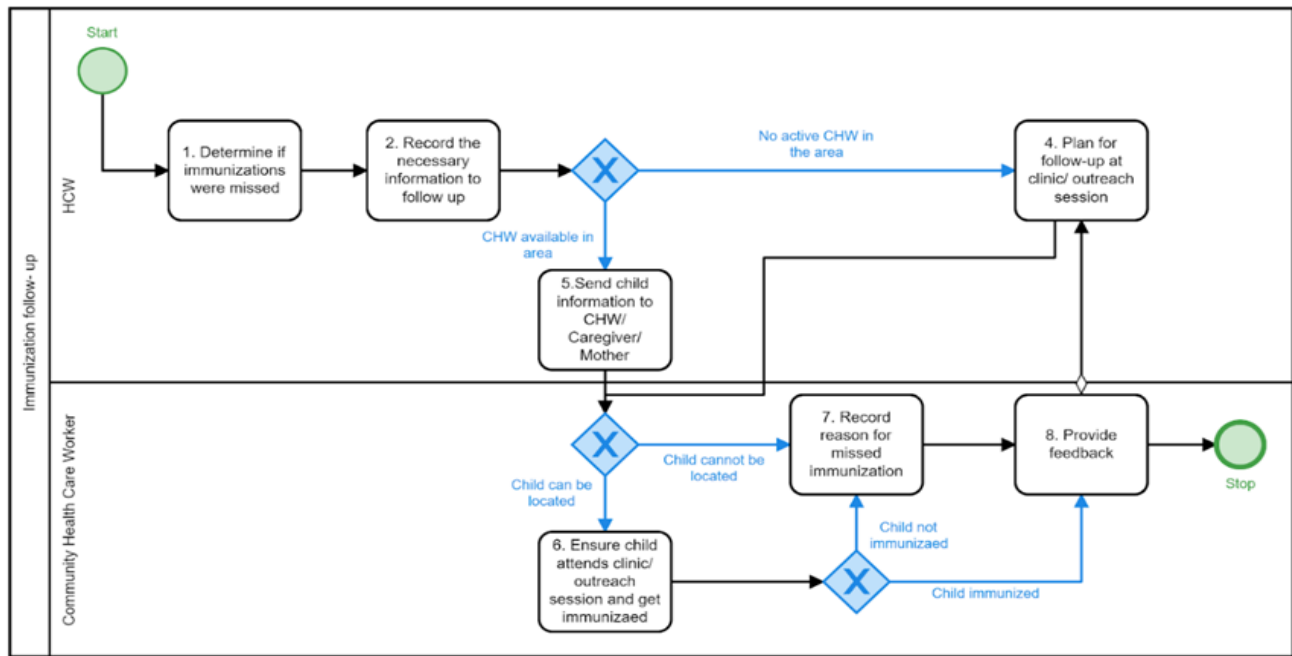 Start
1. Determine if
immunizations
were missed
2. Record the
necessary
information to
follow up
No active CHW in
the area
4. Plan for
follow-up at
clinic/ outreach
session
HCW
CHW available in
area
5.Send child
information to
CHW/
Caregiver/
Mother
Immunization follow- up
Community Health Care Worker
7. Record
reason for
missed
immunization
8. Provide
feedback
Child cannot be
located
Stop
Child can be
located
6. Ensure child
attends clinic/
outreach
session and get
immunizaed
Child not
immunizaed
Child immunized